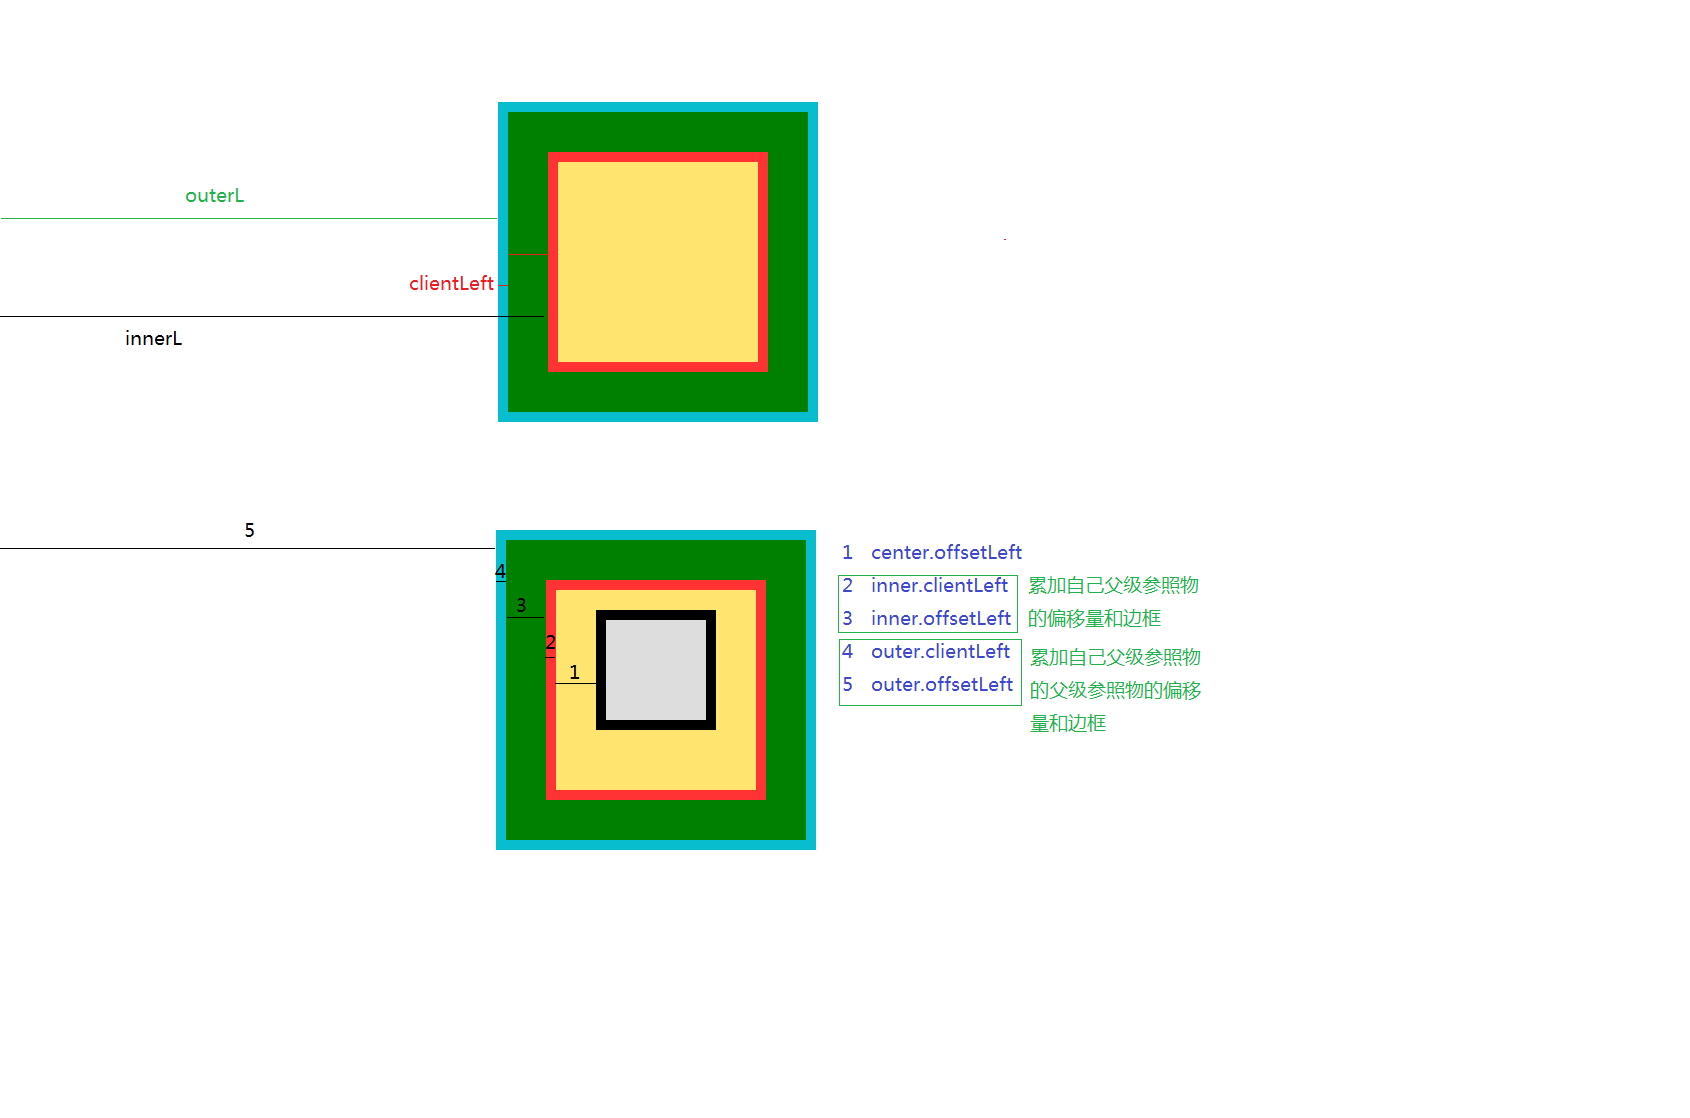 outerL
clientLeft
innerL
5
4
3
2
1
1 center.offsetLeft
2 inner.clientLeft 累加自己父级参照物
3 inner.offsetLeft 的偏移量和边框
4 outer.clientLeft 累加自己父级参照物
5 outer.offsetLeft 的父级参照物的偏移
量和边框